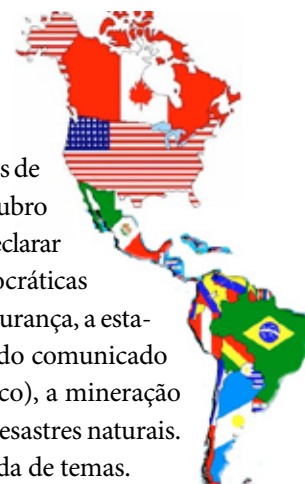 s de
ubro
eclarar
ocráticas
urança, a esta-
do comunicado
co), a mineração
esastres naturais.
da de temas.